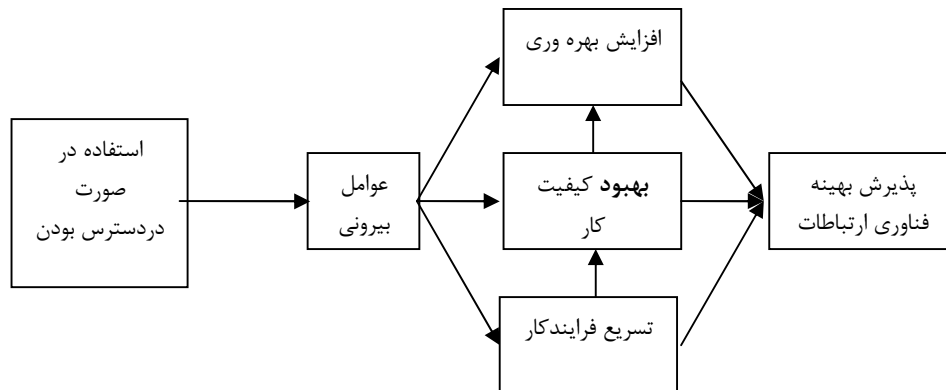 افزایش بهره وری
استفاده در
صورت
دردسترس بودن
عوامل
بیرونی
بهبود کیفیت
کار
پذیرش بهینه
فناوری ارتباطات
تسریع فرایندکار